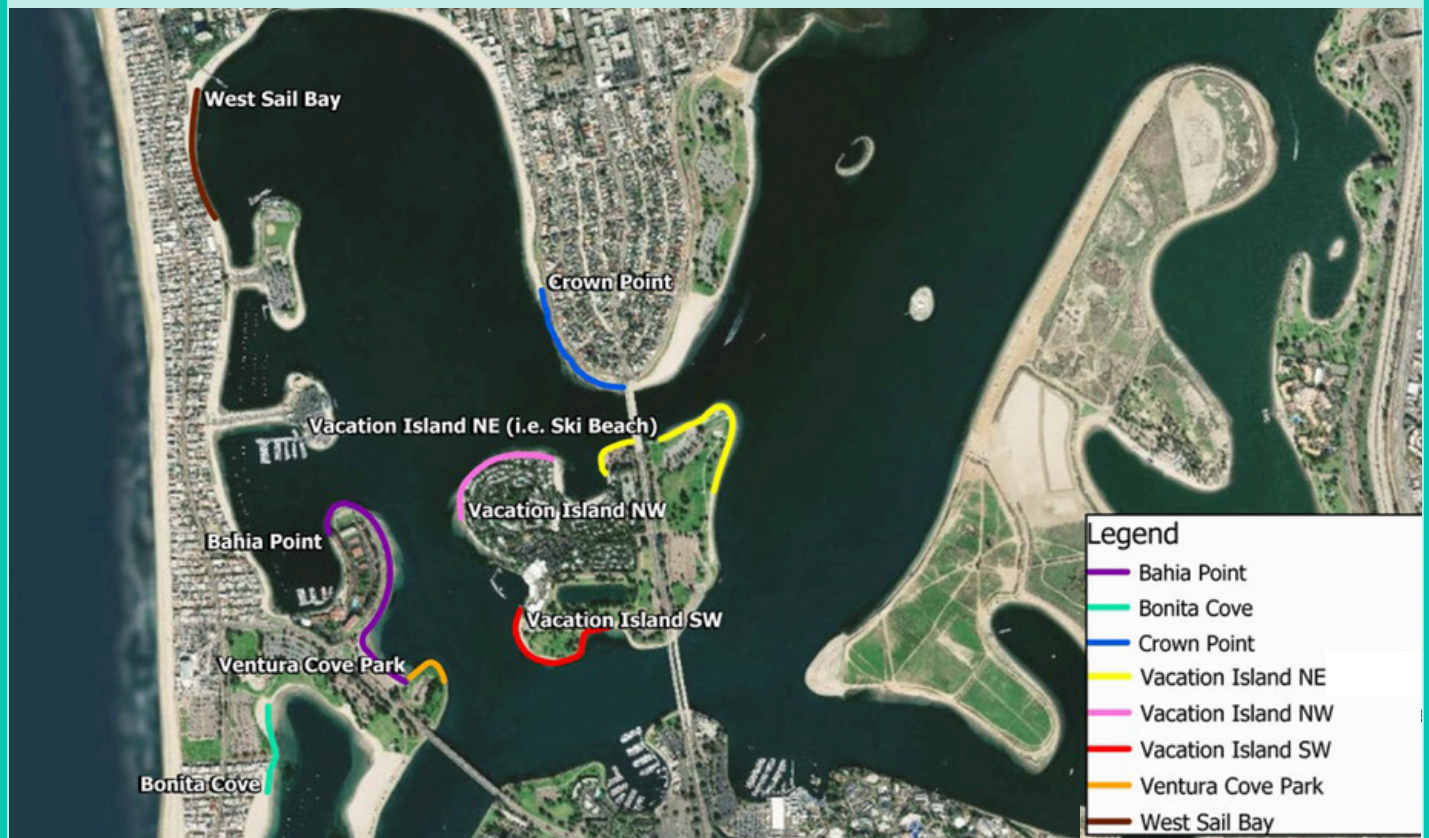 West Sail Bay
Crown Point
Vacation Island NE (i.e. Ski Beach)
Vacation Island NW
Bahia Point
Vacation Island SW
Ventura Cove Park
Bonita Cove
Legend
Bahia Point
Bonita Cove
Crown Point
Vacation Island NE
Vacation Island NW
Vacation Island SW
Ventura Cove Park
West Sail Bay